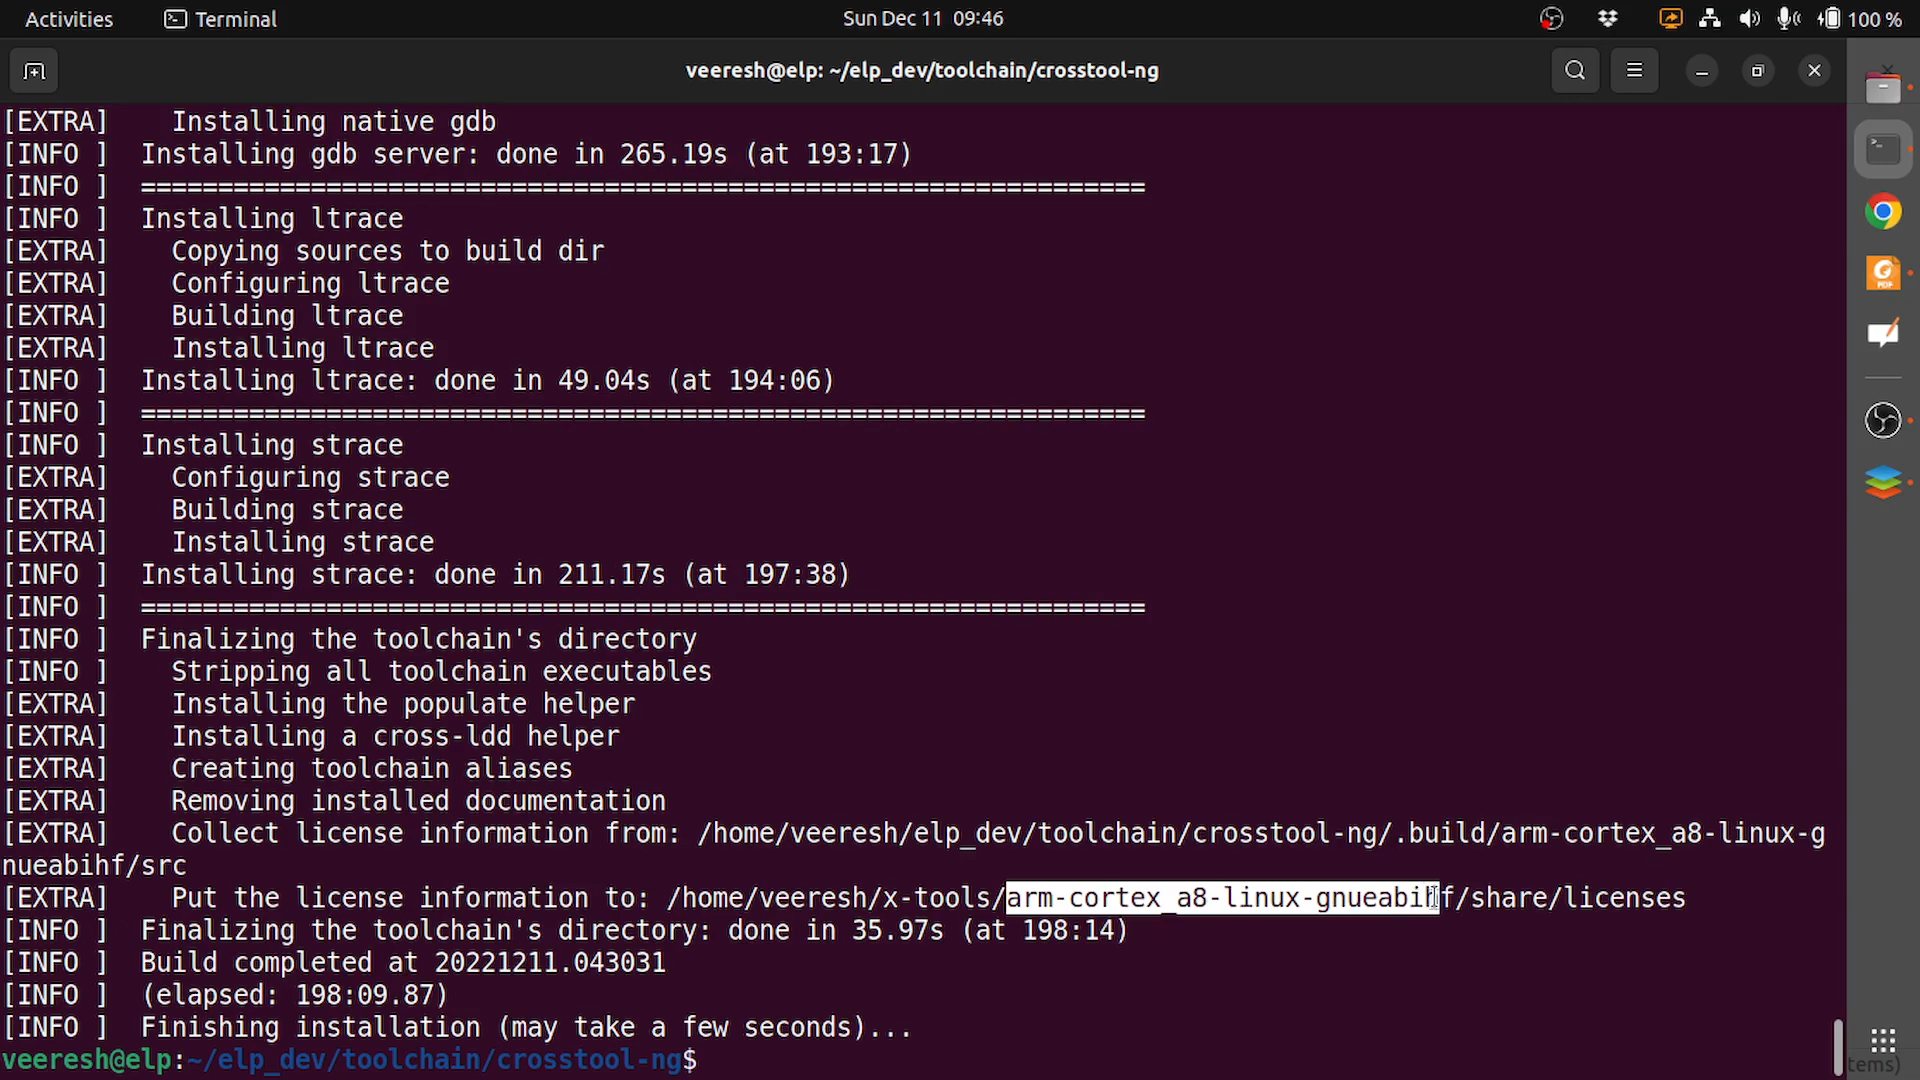 Activities Terminal Sun Dec 11 09:46 100 %
veeresh@elp: ~/elp_dev/toolchain/crosstool-ng
[EXTRA]    Installing native gdb
[INFO ]  Installing gdb server: done in 265.19s (at 193:17)
[INFO ]  =================================================================
[INFO ]  Installing ltrace
[EXTRA]    Copying sources to build dir
[EXTRA]    Configuring ltrace
[EXTRA]    Building ltrace
[EXTRA]    Installing ltrace
[INFO ]  Installing ltrace: done in 49.04s (at 194:06)
[INFO ]  =================================================================
[INFO ]  Installing strace
[EXTRA]    Configuring strace
[EXTRA]    Building strace
[EXTRA]    Installing strace
[INFO ]  Installing strace: done in 211.17s (at 197:38)
[INFO ]  =================================================================
[INFO ]  Finalizing the toolchain's directory
[INFO ]    Stripping all toolchain executables
[EXTRA]    Installing the populate helper
[EXTRA]    Installing a cross-ldd helper
[EXTRA]    Creating toolchain aliases
[EXTRA]    Removing installed documentation
[EXTRA]    Collect license information from: /home/veeresh/elp_dev/toolchain/crosstool-ng/.build/arm-cortex_a8-linux-g
nueabihf/src
[EXTRA]    Put the license information to: /home/veeresh/x-tools/arm-cortex_a8-linux-gnueabihf/share/licenses
[INFO ]  Finalizing the toolchain's directory: done in 35.97s (at 198:14)
[INFO ]  Build completed at 20221211.043031
[INFO ]  (elapsed: 198:09.87)
[INFO ]  Finishing installation (may take a few seconds)...
veeresh@elp:~/elp_dev/toolchain/crosstool-ng$
tems)
PDF